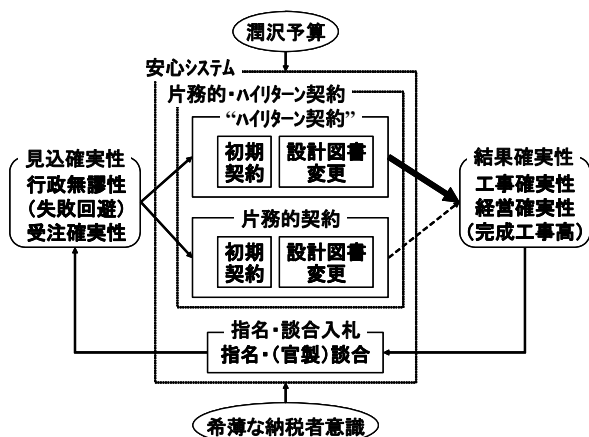 潤沢予算
安心システム
片務的・ハイリターン契約
“ハイリターン契約”
初期
契約
設計図書
変更
見込確実性
行政無謬性
(失敗回避)
受注確実性
結果確実性
工事確実性
経営確実性
(完成工事高)
片務的契約
初期
契約
設計図書
変更
指名・談合入札
指名・(官製)談合
希薄な納税者意識